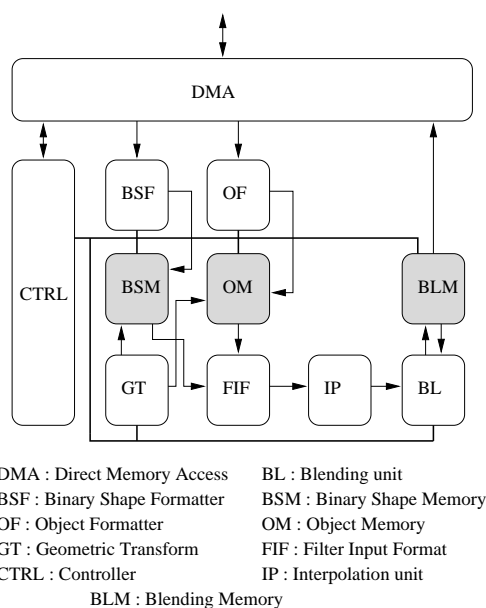 DMA
BSF
OF
CTRL
BSM
OM
BLM
GT
FIF
IP
BL
DMA : Direct Memory Access
BL : Blending unit
BSF : Binary Shape Formatter
BSM : Binary Shape Memory
OF : Object Formatter
OM : Object Memory
GT : Geometric Transform
FIF : Filter Input Format
CTRL : Controller
IP : Interpolation unit
BLM : Blending Memory